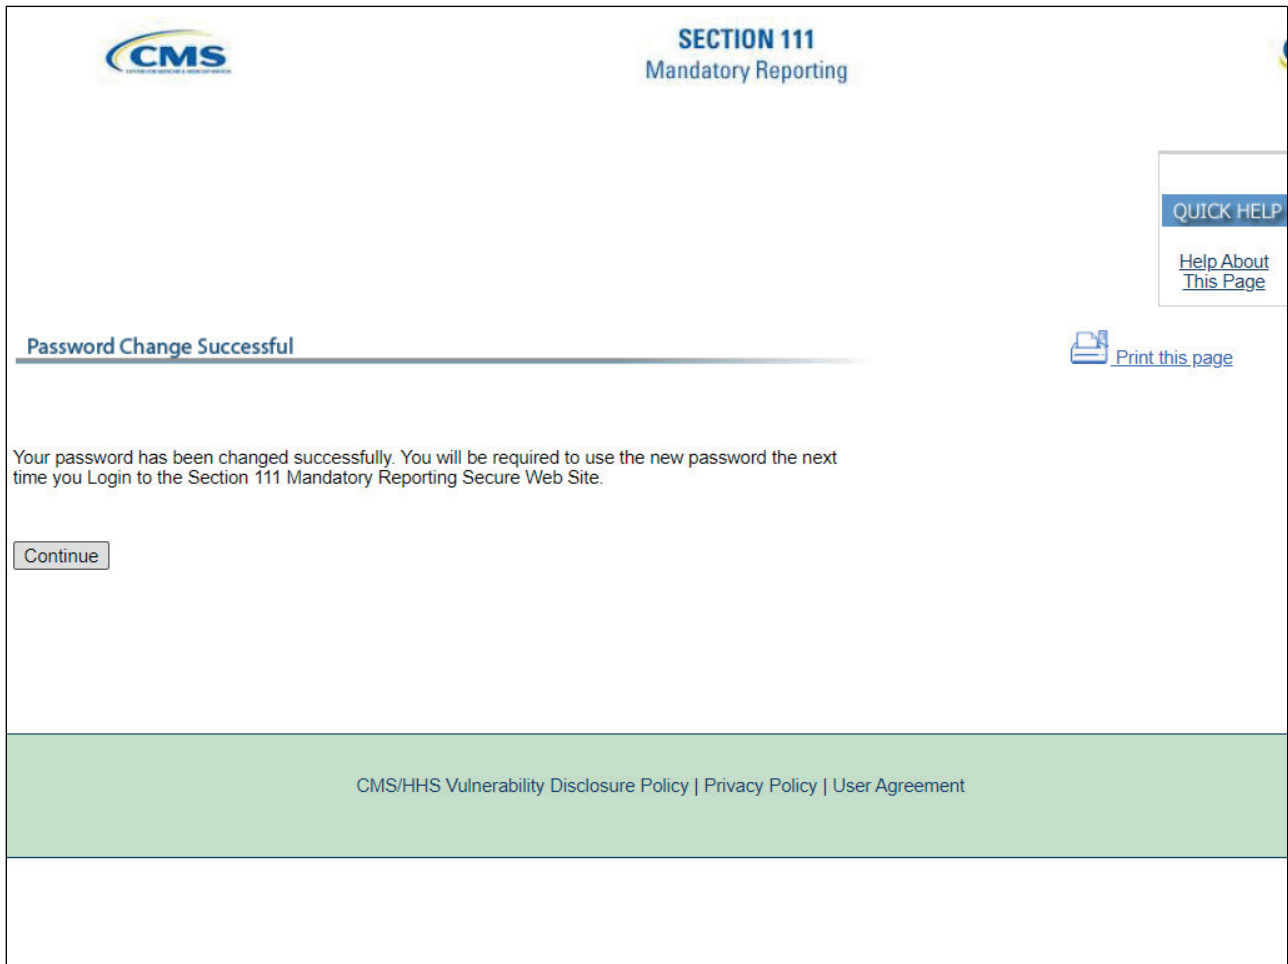 CMS
SECTION 111
Mandatory Reporting
QUICK HELP
Help About
This Page
Password Change Successful
Print this page
Your password has been changed successfully. You will be required to use the new password the next
time you Login to the Section 111 Mandatory Reporting Secure Web Site.
Continue
CMS/HHS Vulnerability Disclosure Policy | Privacy Policy | User Agreement